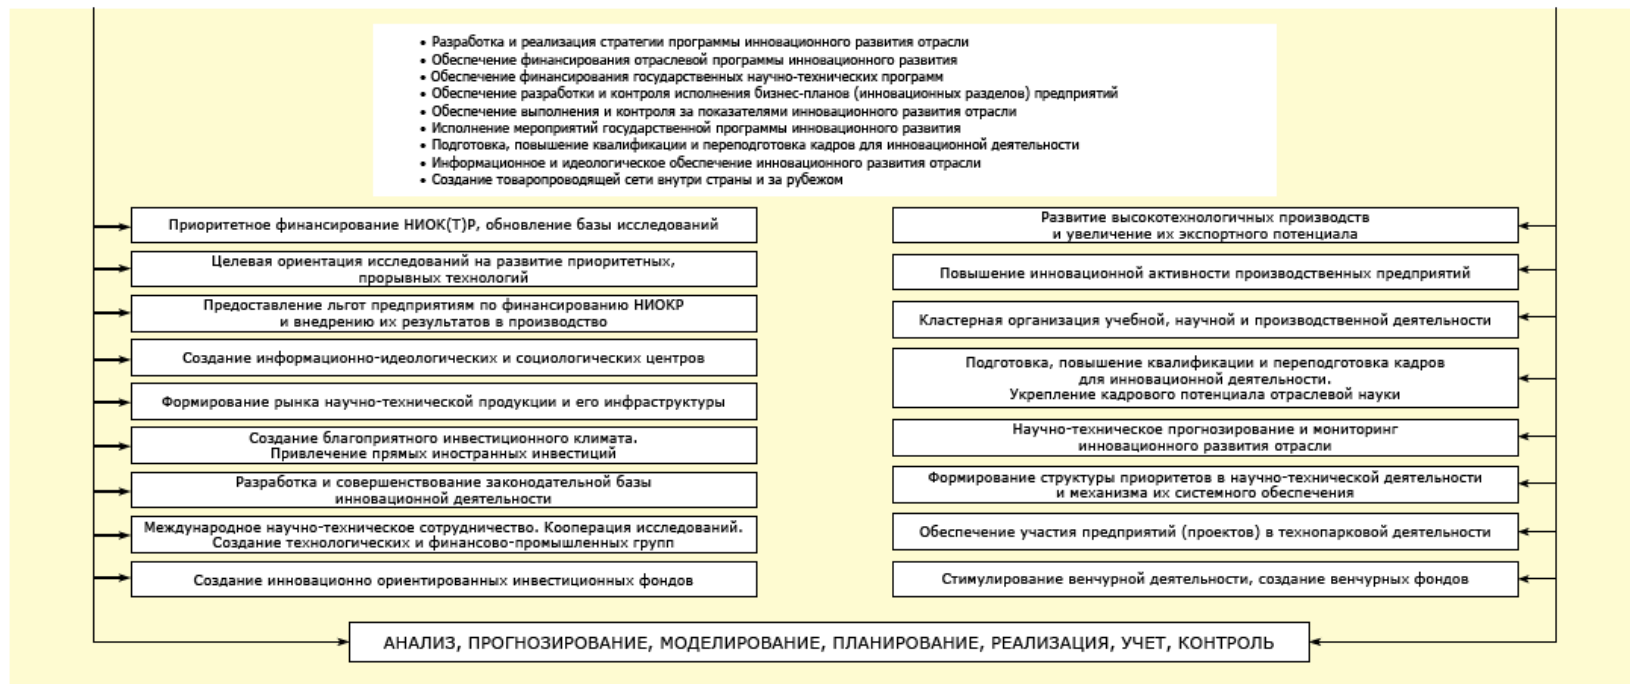 • Разработка и реализация стратегии программы инновационного развития отрасли
• Обеспечение финансирования отраслевой программы инновационного развития
• Обеспечение финансирования государственных научно-технических программ
• Обеспечение разработки и контроля исполнения бизнес-планов (инновационных разделов) предприятий
• Обеспечение выполнения и контроля за показателями инновационного развития отрасли
• Исполнение мероприятий государственной программы инновационного развития
• Подготовка, повышение квалификации и переподготовка кадров для инновационной деятельности
• Информационное и идеологическое обеспечение инновационного развития отрасли
• Создание товаропроводящей сети внутри страны и за рубежом
Приоритетное финансирование НИОК(Т)Р, обновление базы исследований
Целевая ориентация исследований на развитие приоритетных,
прорывных технологий
Предоставление льгот предприятиям по финансированию НИОКР
и внедрению их результатов в производство
Создание информационно-идеологических и социологических центров
Формирование рынка научно-технической продукции и его инфраструктуры
Создание благоприятного инвестиционного климата.
Привлечение прямых иностранных инвестиций
Разработка и совершенствование законодательной базы
инновационной деятельности
Международное научно-техническое сотрудничество. Кооперация исследований.
Создание технологических и финансово-промышленных групп
Создание инновационно ориентированных инвестиционных фондов
Развитие высокотехнологичных производств
и увеличение их экспортного потенциала
Повышение инновационной активности производственных предприятий
Кластерная организация учебной, научной и производственной деятельности
Подготовка, повышение квалификации и переподготовка кадров
для инновационной деятельности.
Укрепление кадрового потенциала отраслевой науки
Научно-техническое прогнозирование и мониторинг
инновационного развития отрасли
Формирование структуры приоритетов в научно-технической деятельности
и механизма их системного обеспечения
Обеспечение участия предприятий (проектов) в технопарковой деятельности
Стимулирование венчурной деятельности, создание венчурных фондов
АНАЛИЗ, ПРОГНОЗИРОВАНИЕ, МОДЕЛИРОВАНИЕ, ПЛАНИРОВАНИЕ, РЕАЛИЗАЦИЯ, УЧЕТ, КОНТРОЛЬ